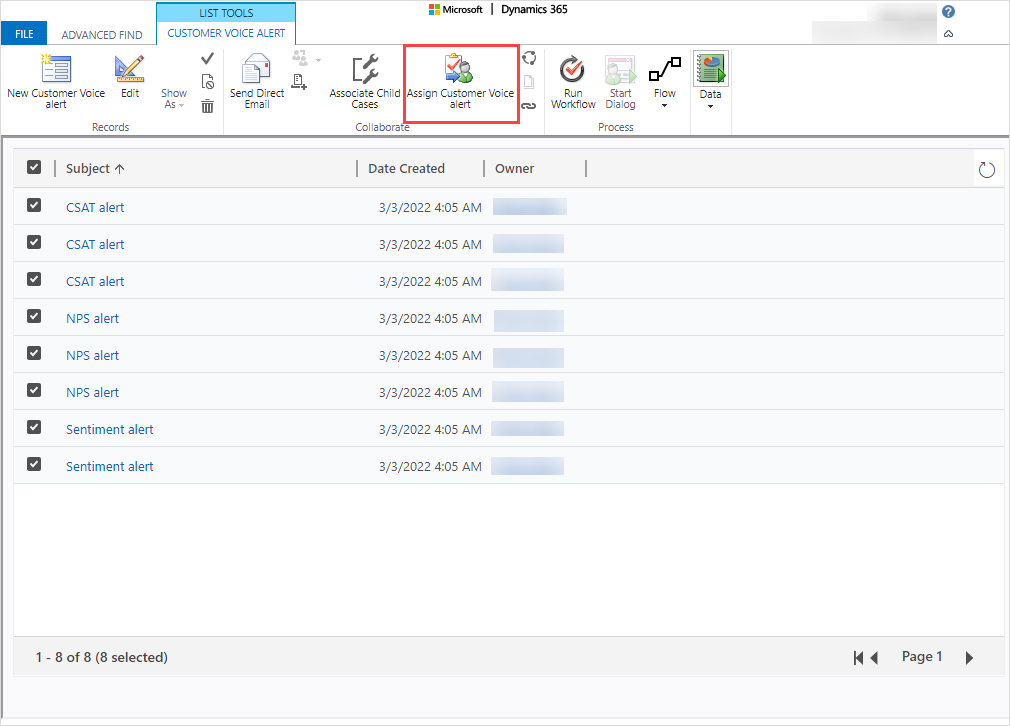 Microsoft | Dynamics 365
LIST TOOLS
FILE
ADVANCED FIND
CUSTOMER VOICE ALERT
New Customer Voice
alert
Edit
Show
As
Records
Send Direct
Email
Associate Child
Cases
Assign Customer Voice
alert
Collaborate
Run
Workflow
Start
Dialog
Flow
Process
Data
Subject Date Created Owner
CSAT alert 3/3/2022 4:05 AM
CSAT alert 3/3/2022 4:05 AM
CSAT alert 3/3/2022 4:05 AM
NPS alert 3/3/2022 4:05 AM
NPS alert 3/3/2022 4:05 AM
NPS alert 3/3/2022 4:05 AM
Sentiment alert 3/3/2022 4:05 AM
Sentiment alert 3/3/2022 4:05 AM
1 - 8 of 8 (8 selected)
Page 1